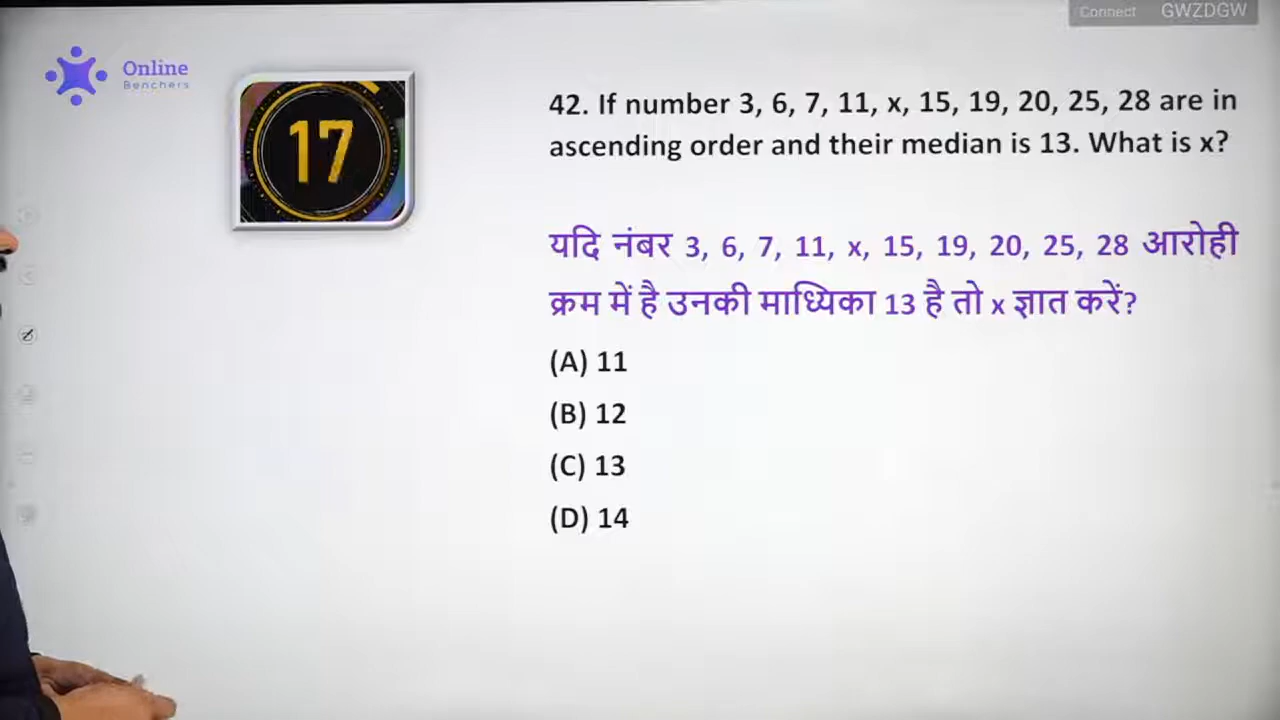 Connect GWZDGW
Online
Benchers
17
42. If number 3, 6, 7, 11, x, 15, 19, 20, 25, 28 are in
ascending order and their median is 13. What is x?
यदि नंबर 3, 6, 7, 11, x, 15, 19, 20, 25, 28 आरोही
क्रम में है उनकी माध्यिका 13 है तो x ज्ञात करें?
(A) 11
(B) 12
(C) 13
(D) 14